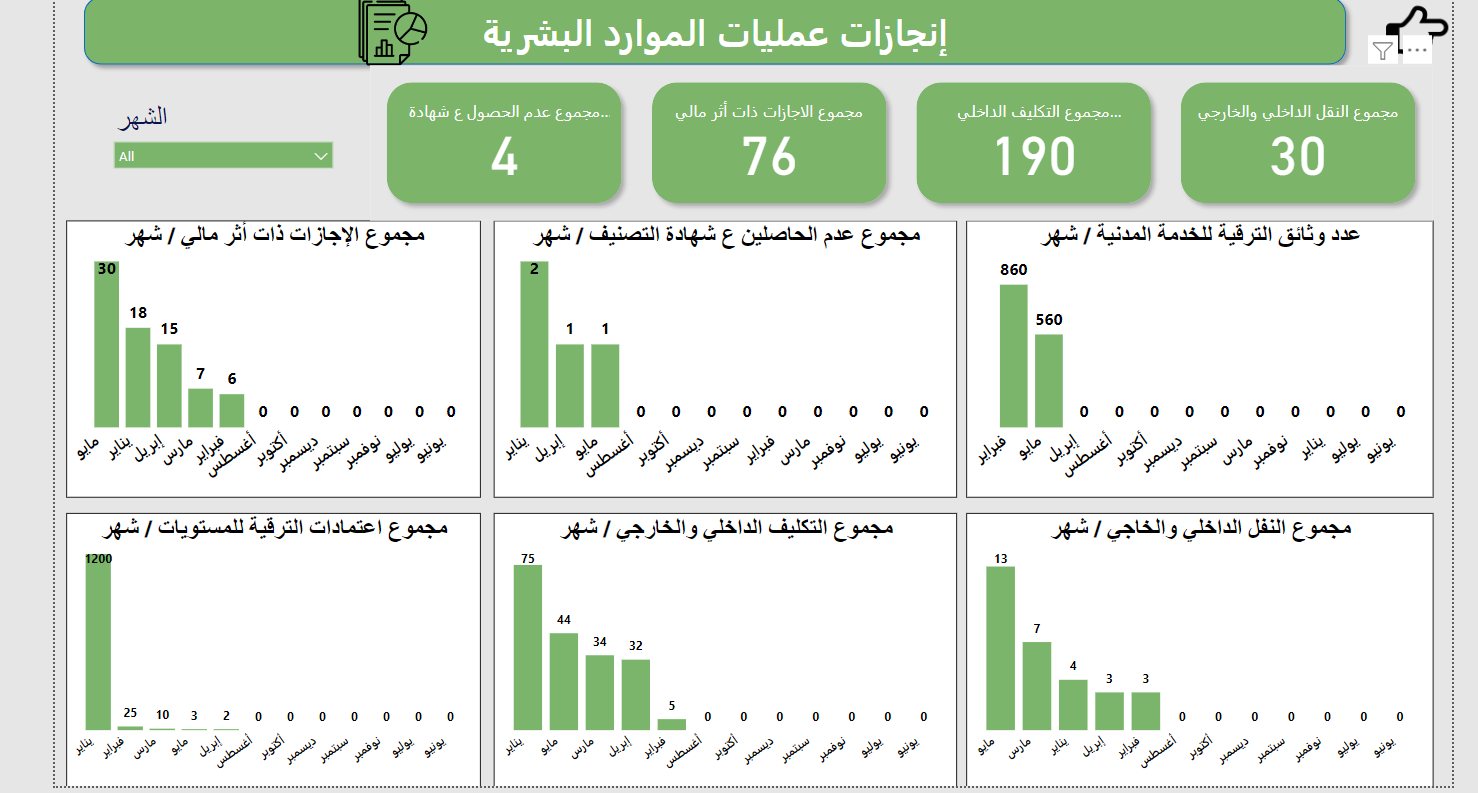 إنجازات عمليات الموارد البشرية
مجموع النقل الداخلي والخارجي
30
مجموع التكليف الداخلي...
190
مجموع الاجازات ذات أثر مالي
76
مجموع عدم الحصول ع شهادة...
4
الشهر
All
عدد وثائق الترقية للخدمة المدنية / شهر
860
560
0 0 0 0 0 0 0 0 0 0
فبراير مايو إبريل أغسطس أكتوبر ديسمبر سبتمبر مارس نوفمبر يناير يوليو يونيو
مجموع عدم الحاصلين ع شهادة التصنيف / شهر
2
1 1
0 0 0 0 0 0 0 0 0
يناير إبريل مايو أغسطس أكتوبر ديسمبر سبتمبر فبراير مارس نوفمبر يوليو يونيو
مجموع الإجازات ذات أثر مالي / شهر
30
18
15
7
6
0 0 0 0 0 0 0
مايو يناير إبريل مارس فبراير أغسطس أكتوبر ديسمبر سبتمبر نوفمبر يوليو يونيو
مجموع النفل الداخلي والخاجي / شهر
13
7
4
3 3
0 0 0 0 0 0 0
مايو مارس يناير إبريل فبراير أغسطس أكتوبر ديسمبر سبتمبر نوفمبر يوليو يونيو
مجموع التكليف الداخلي والخارجي / شهر
75
44
34
32
5
0 0 0 0 0 0 0
يناير مايو مارس إبريل فبراير أغسطس أكتوبر ديسمبر سبتمبر نوفمبر يوليو يونيو
مجموع اعتمادات الترقية للمستويات / شهر
1200
25
10
3
2
0 0 0 0 0 0 0
يناير فبراير مارس مايو إبريل أغسطس أكتوبر ديسمبر سبتمبر نوفمبر يوليو يونيو